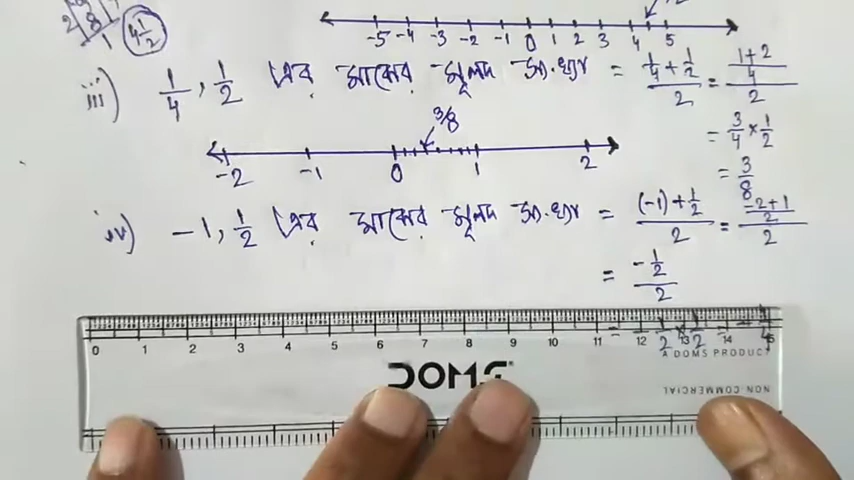 4 1/2
-5 -4 -3 -2 -1 0 1 2 3 4 5
iii) 1/4, 1/2 এর মাঝের মূলদ সংখ্যা = (1/4 + 1/2)/2 = ((1+2)/4)/2
= 3/4 × 1/2
= 3/8
3/8
-2 -1 0 1 2
iv) -1, 1/2 এর মাঝের মূলদ সংখ্যা = ((-1) + 1/2)/2 = ((-2+1)/2)/2
= (-1/2)/2
0 1 2 3 4 5 6 7 8 9 10 11 12 13 14 15
DOMS
A DOMS PRODUCT
NON-COMMERCIAL